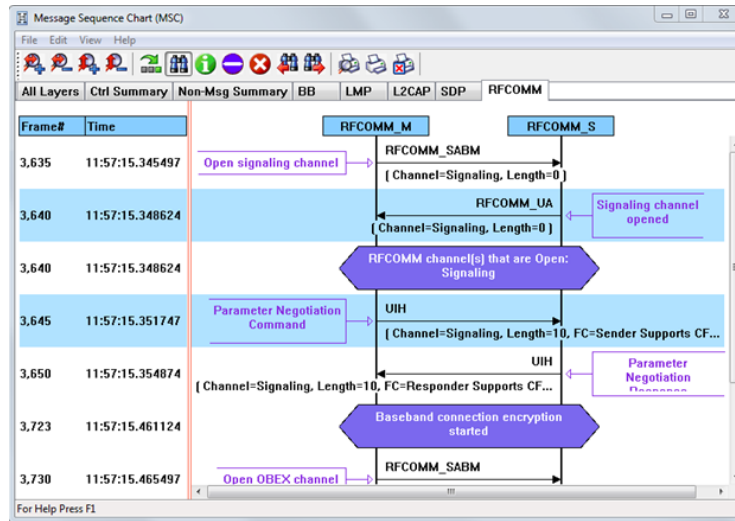 Message Sequence Chart (MSC)
File Edit View Help
All Layers Ctrl Summary Non-Msg Summary BB LMP L2CAP SDP RFCOMM
Frame# Time RFCOMM_M RFCOMM_S
3,635 11:57:15.345497 Open signaling channel RFCOMM_SABM
( Channel=Signaling, Length=0 )
3,640 11:57:15.348624 RFCOMM_UA Signaling channel
opened
( Channel=Signaling, Length=0 )
3,640 11:57:15.348624 RFCOMM channel(s) that are Open:
Signaling
3,645 11:57:15.351747 Parameter Negotiation
Command
UIH
( Channel=Signaling, Length=10, FC=Sender Supports CF...
3,650 11:57:15.354874 UIH
Parameter
Negotiation
Response
( Channel=Signaling, Length=10, FC=Responder Supports CF...
3,723 11:57:15.461124 Baseband connection encryption
started
3,730 11:57:15.465497 Open OBEX channel RFCOMM_SABM
For Help Press F1